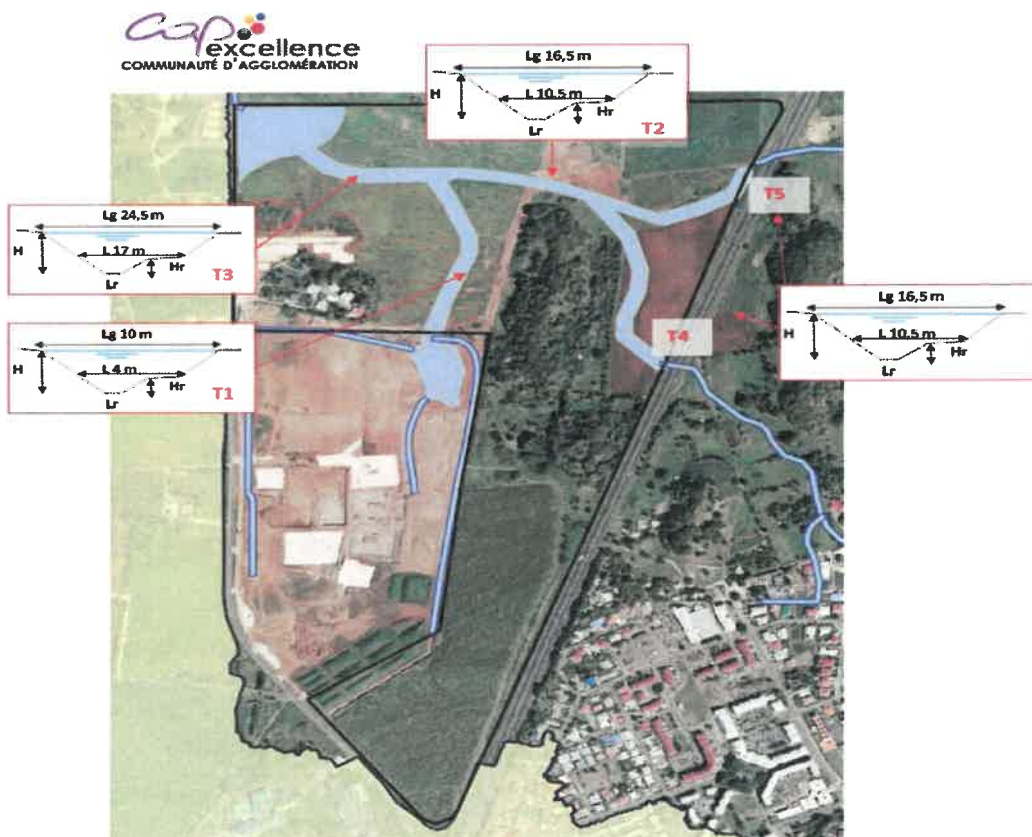 cap
excellence
COMMUNAUTÉ D'AGGLOMÉRATION
Lg 16,5 m
H
L 10,5 m
Hr
Lr
T2
T5
Lg 24,5 m
H
L 17 m
Hr
Lr
T3
Lg 16,5 m
H
L 10,5 m
Hr
Lr
T4
Lg 10 m
H
L 4 m
Hr
Lr
T1